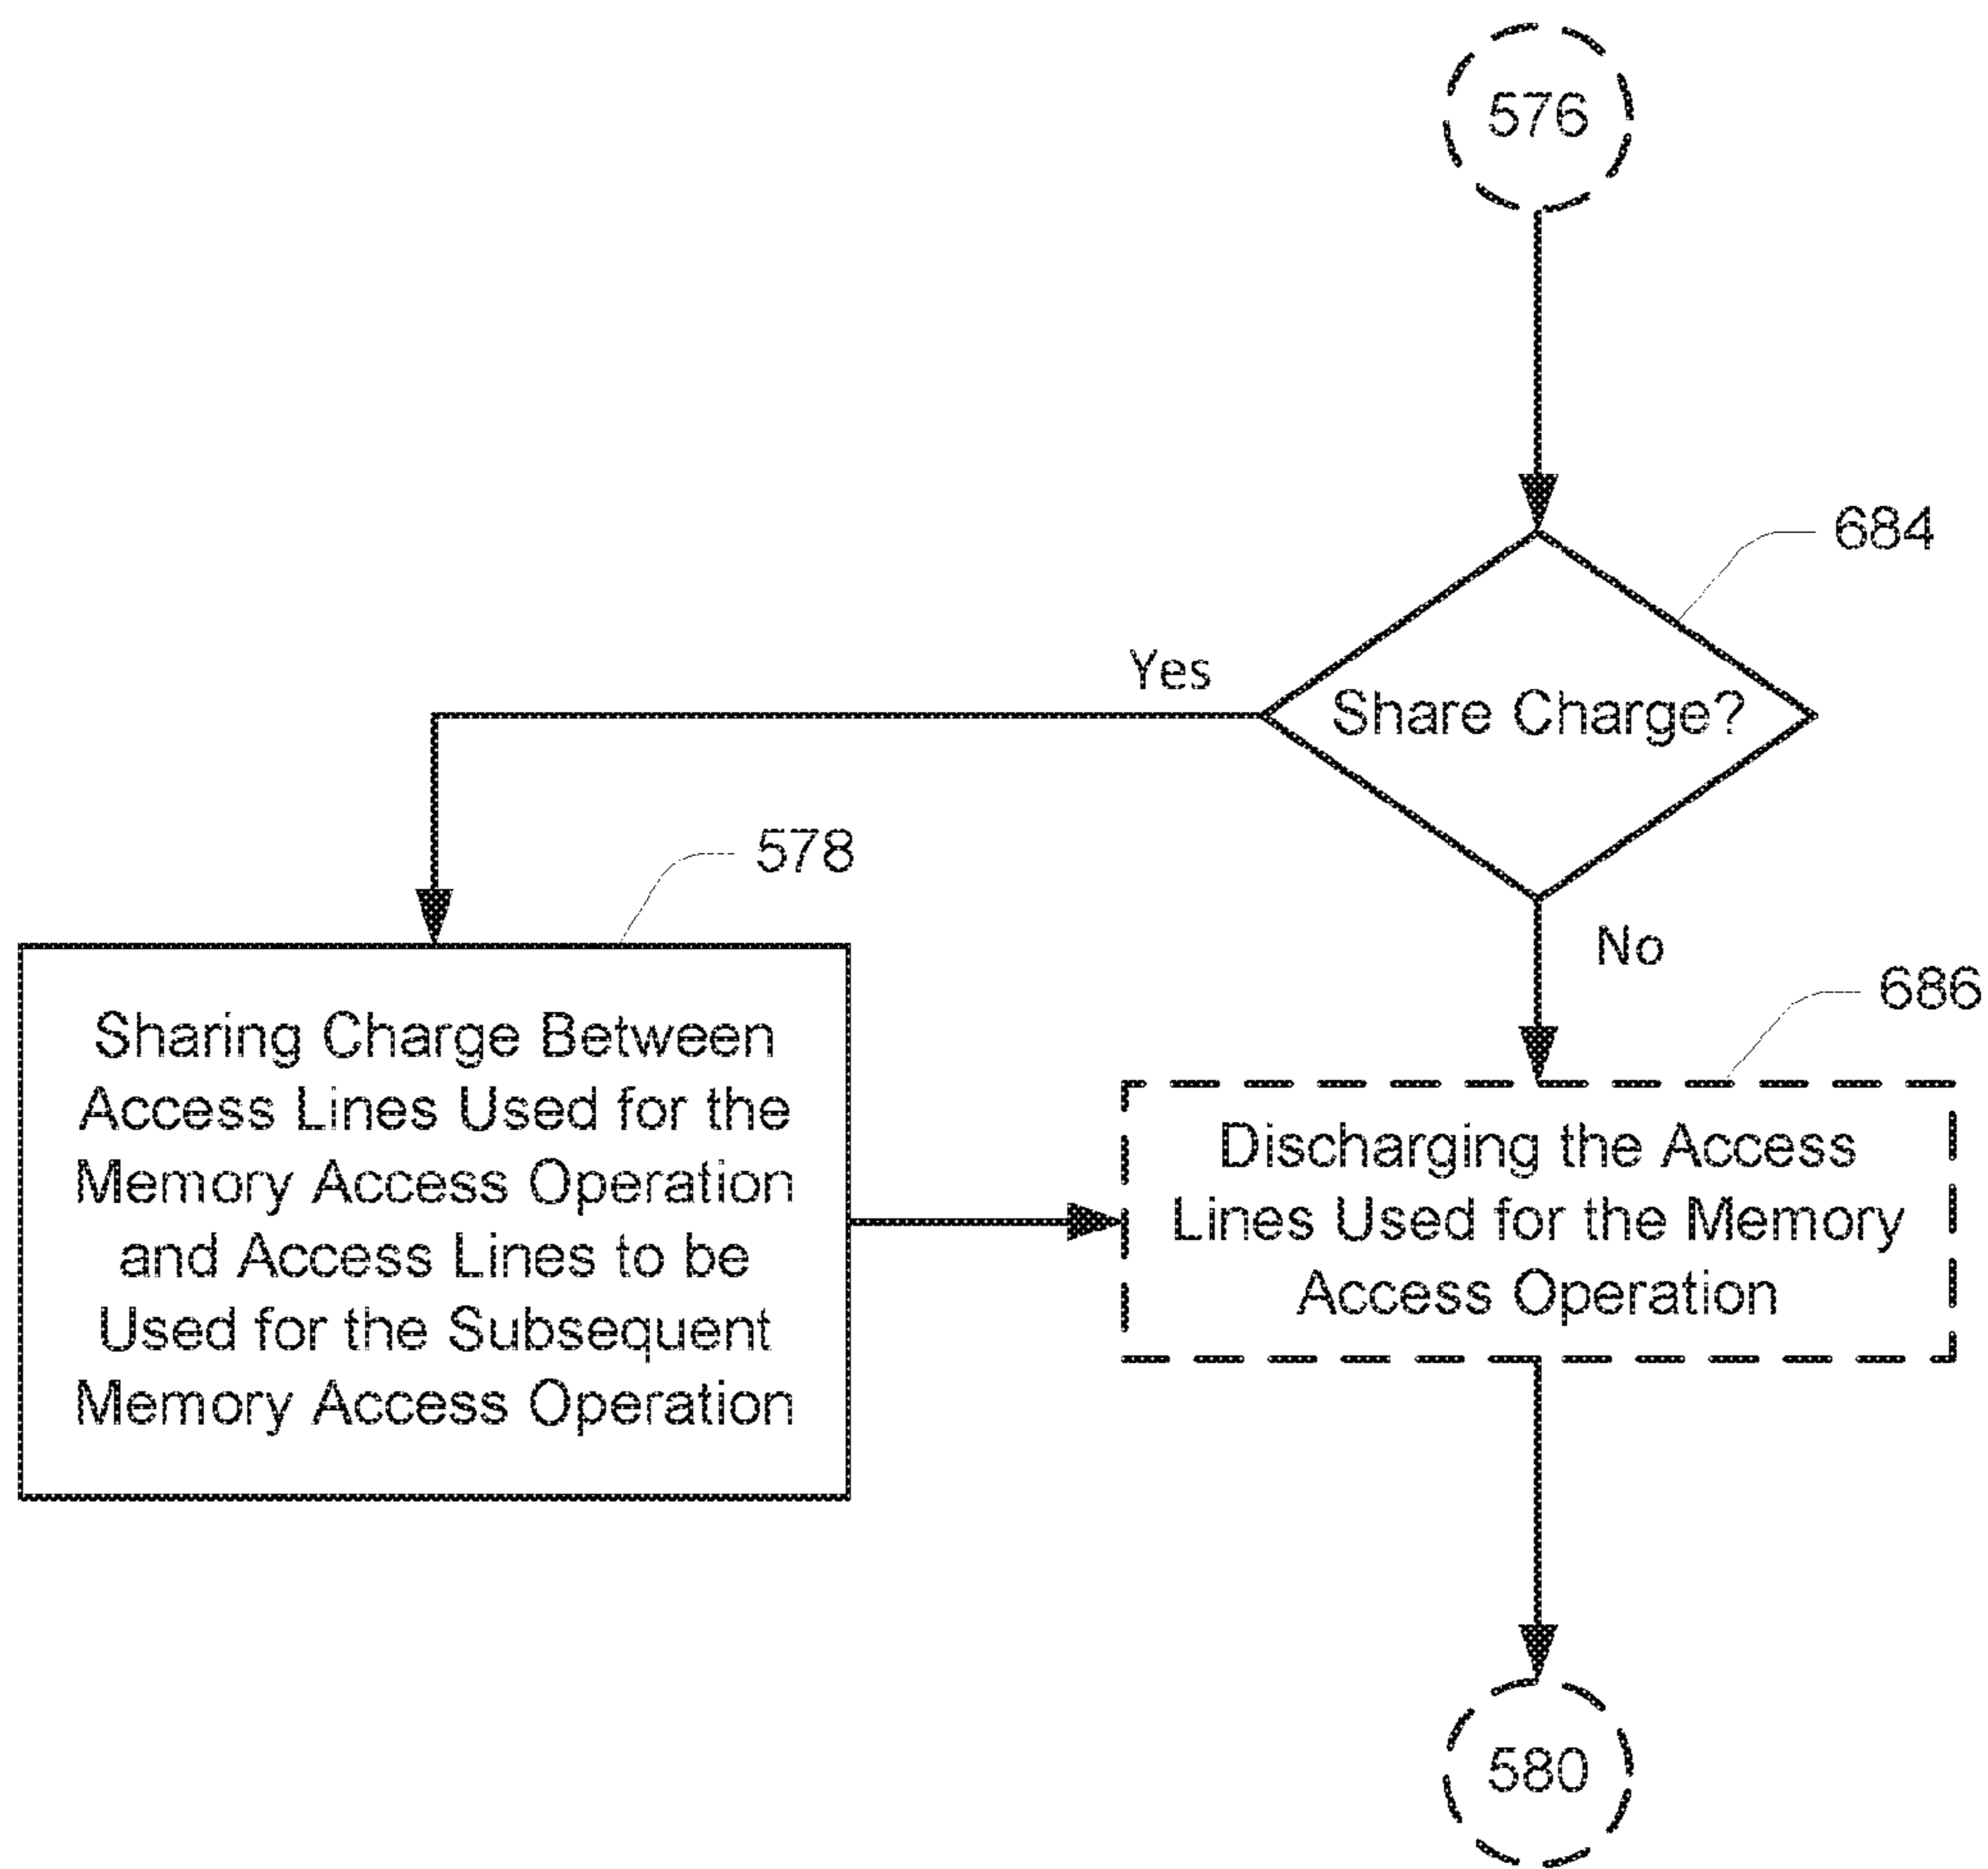 576
684
Yes
Share Charge?
578
No
686
Sharing Charge Between
Access Lines Used for the
Memory Access Operation
and Access Lines to be
Used for the Subsequent
Memory Access Operation
Discharging the Access
Lines Used for the Memory
Access Operation
580